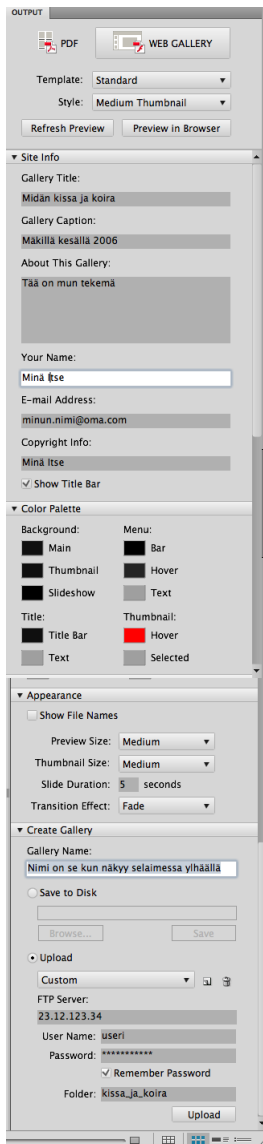 OUTPUT
PDF WEB GALLERY
Template: Standard
Style: Medium Thumbnail
Refresh Preview Preview in Browser
Site Info
Gallery Title:
Midän kissa ja koira
Gallery Caption:
Mäkillä kesällä 2006
About This Gallery:
Tää on mun tekemä
Your Name:
Minä Itse
E-mail Address:
minun.nimi@oma.com
Copyright Info:
Minä Itse
Show Title Bar
Color Palette
Background: Menu:
Main Bar
Thumbnail Hover
Slideshow Text
Title: Thumbnail:
Title Bar Hover
Text Selected
Appearance
Show File Names
Preview Size: Medium
Thumbnail Size: Medium
Slide Duration: 5 seconds
Transition Effect: Fade
Create Gallery
Gallery Name:
Nimi on se kun näkyy selaimessa ylhäällä
Save to Disk
Browse... Save
Upload
Custom
FTP Server:
23.12.123.34
User Name: useri
Password: ***********
Remember Password
Folder: kissa_ja_koira
Upload